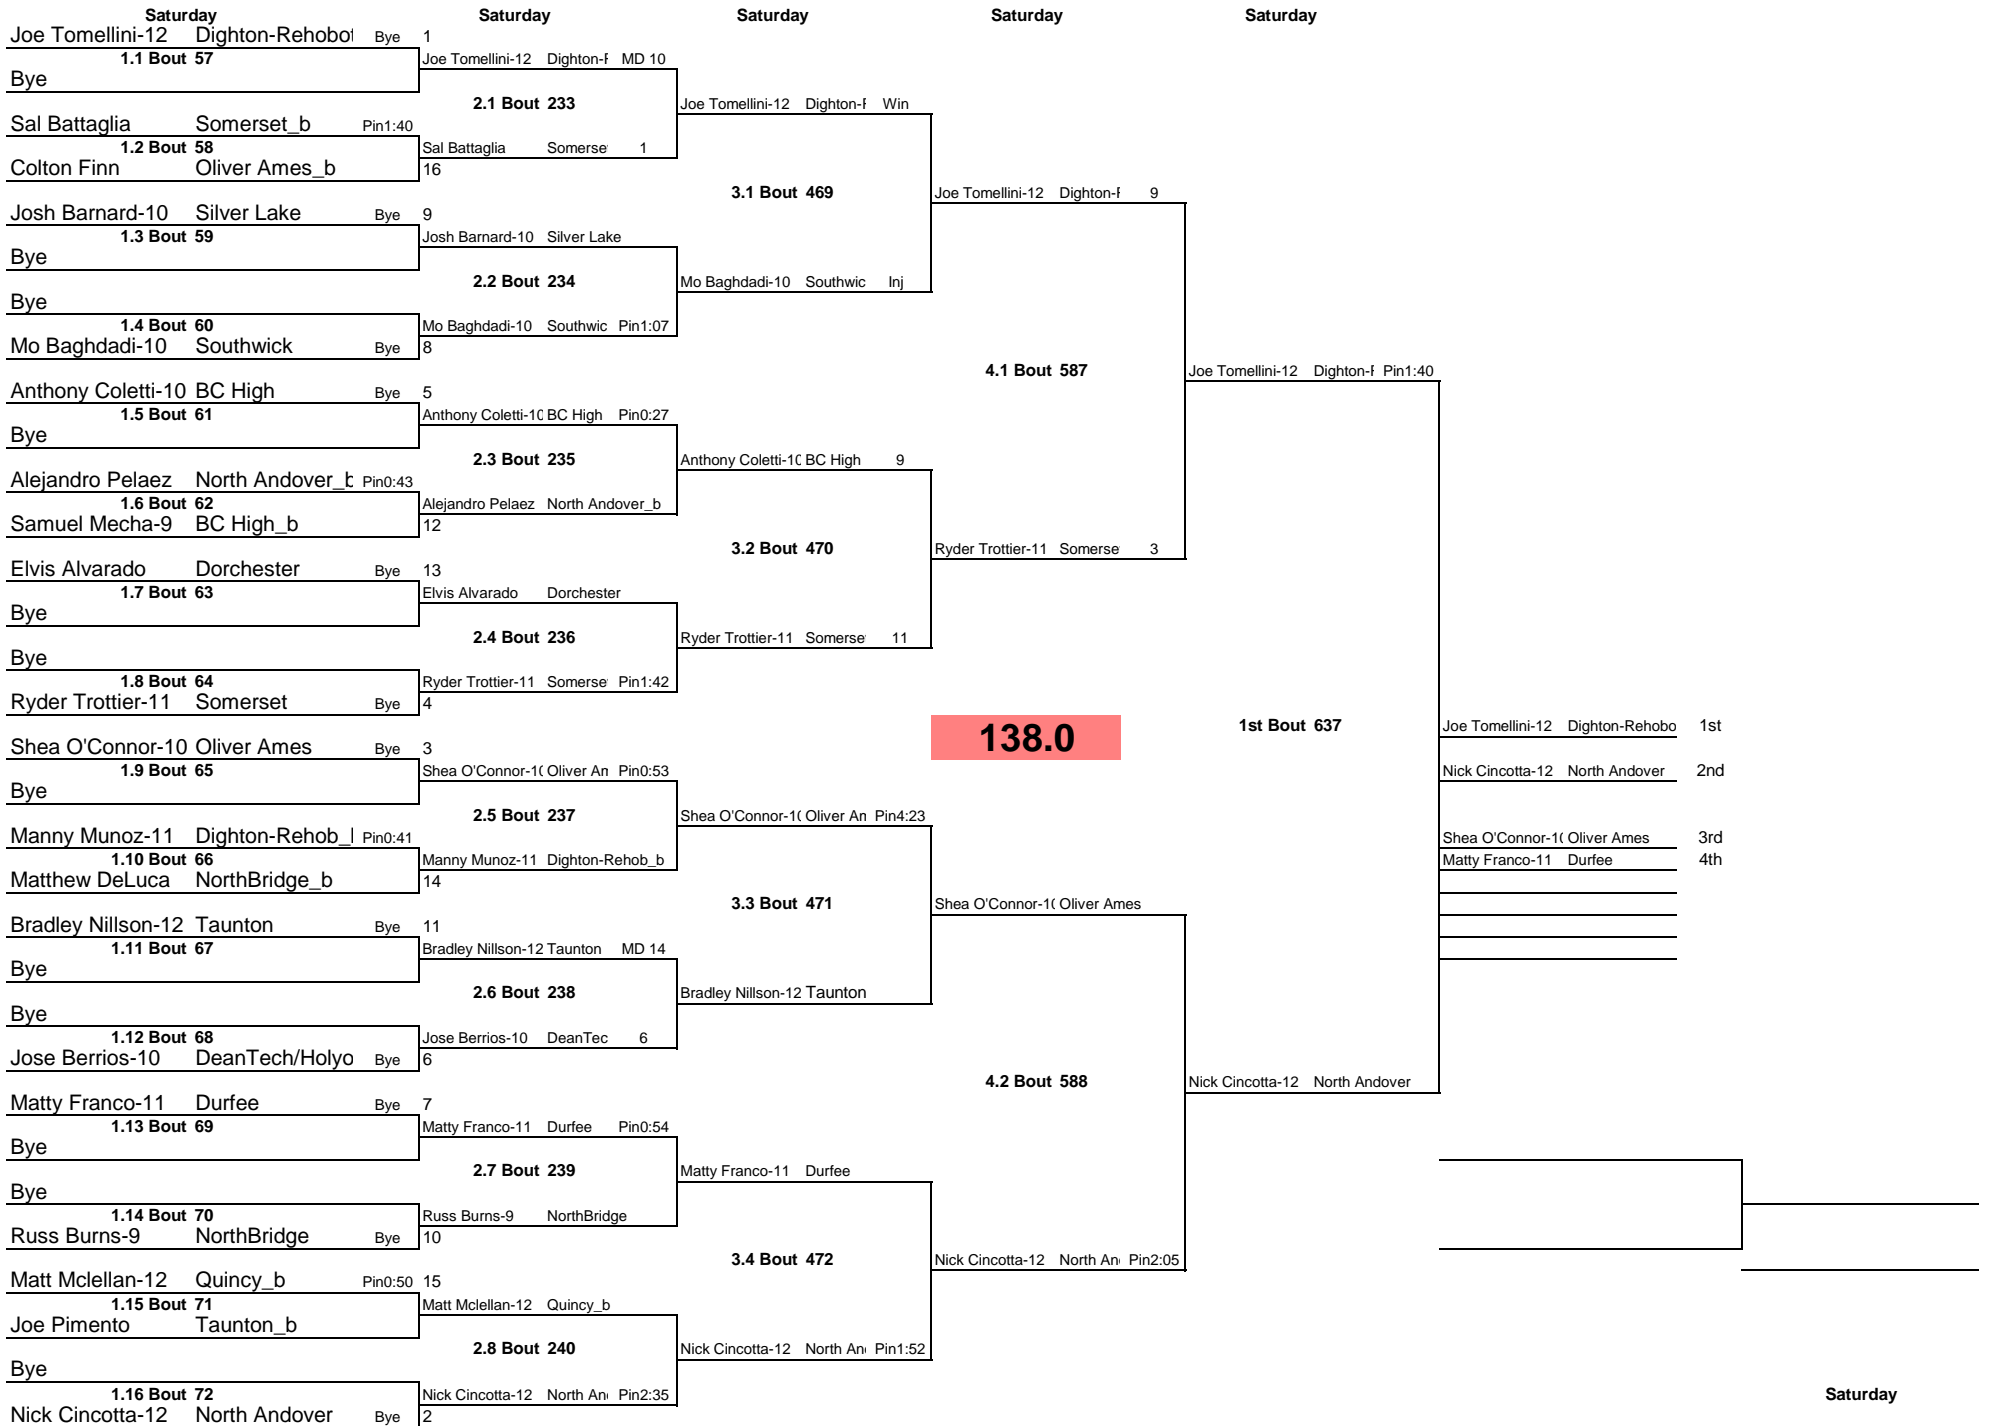 Saturday Saturday Saturday Saturday Saturday
Joe Tomellini-12 Dighton-Rehobot Bye 1
1.1 Bout 57 Joe Tomellini-12 Dighton-R MD 10
Bye
2.1 Bout 233 Joe Tomellini-12 Dighton-R Win
Sal Battaglia Somerset_b Pin1:40
1.2 Bout 58 Sal Battaglia Somerse 1
Colton Finn Oliver Ames_b 16
3.1 Bout 469 Joe Tomellini-12 Dighton-R 9
Josh Barnard-10 Silver Lake Bye 9
1.3 Bout 59 Josh Barnard-10 Silver Lake
Bye
2.2 Bout 234 Mo Baghdadi-10 Southwic Inj
Bye
1.4 Bout 60 Mo Baghdadi-10 Southwic Pin1:07
Mo Baghdadi-10 Southwick Bye 8
4.1 Bout 587 Joe Tomellini-12 Dighton-R Pin1:40
Anthony Coletti-10 BC High Bye 5
1.5 Bout 61 Anthony Coletti-10 BC High Pin0:27
Bye
2.3 Bout 235 Anthony Coletti-10 BC High 9
Alejandro Pelaez North Andover_b Pin0:43
1.6 Bout 62 Alejandro Pelaez North Andover_b
Samuel Mecha-9 BC High_b 12
3.2 Bout 470 Ryder Trottier-11 Somerse 3
Elvis Alvarado Dorchester Bye 13
1.7 Bout 63 Elvis Alvarado Dorchester
Bye
2.4 Bout 236 Ryder Trottier-11 Somerse 11
Bye
1.8 Bout 64 Ryder Trottier-11 Somerse Pin1:42
Ryder Trottier-11 Somerset Bye 4
138.0 1st Bout 637 Joe Tomellini-12 Dighton-Rehobo 1st
Shea O'Connor-10 Oliver Ames Bye 3
1.9 Bout 65 Shea O'Connor-1( Oliver Am Pin0:53 Nick Cincotta-12 North Andover 2nd
Bye
2.5 Bout 237 Shea O'Connor-1( Oliver Am Pin4:23
Manny Munoz-11 Dighton-Rehob_b Pin0:41 Shea O'Connor-1( Oliver Ames 3rd
1.10 Bout 66 Manny Munoz-11 Dighton-Rehob_b Matty Franco-11 Durfee 4th
Matthew DeLuca NorthBridge_b 14
3.3 Bout 471 Shea O'Connor-1( Oliver Ames
Bradley Nillson-12 Taunton Bye 11
1.11 Bout 67 Bradley Nillson-12 Taunton MD 14
Bye
2.6 Bout 238 Bradley Nillson-12 Taunton
Bye
1.12 Bout 68 Jose Berrios-10 DeanTec 6
Jose Berrios-10 DeanTech/Holyo Bye 6
4.2 Bout 588 Nick Cincotta-12 North Andover
Matty Franco-11 Durfee Bye 7
1.13 Bout 69 Matty Franco-11 Durfee Pin0:54
Bye
2.7 Bout 239 Matty Franco-11 Durfee
Bye
1.14 Bout 70 Russ Burns-9 NorthBridge
Russ Burns-9 NorthBridge Bye 10
3.4 Bout 472 Nick Cincotta-12 North An Pin2:05
Matt Mclellan-12 Quincy_b Pin0:50 15
1.15 Bout 71 Matt Mclellan-12 Quincy_b
Joe Pimento Taunton_b
2.8 Bout 240 Nick Cincotta-12 North An Pin1:52
Bye
1.16 Bout 72 Nick Cincotta-12 North An Pin2:35 Saturday
Nick Cincotta-12 North Andover Bye 2